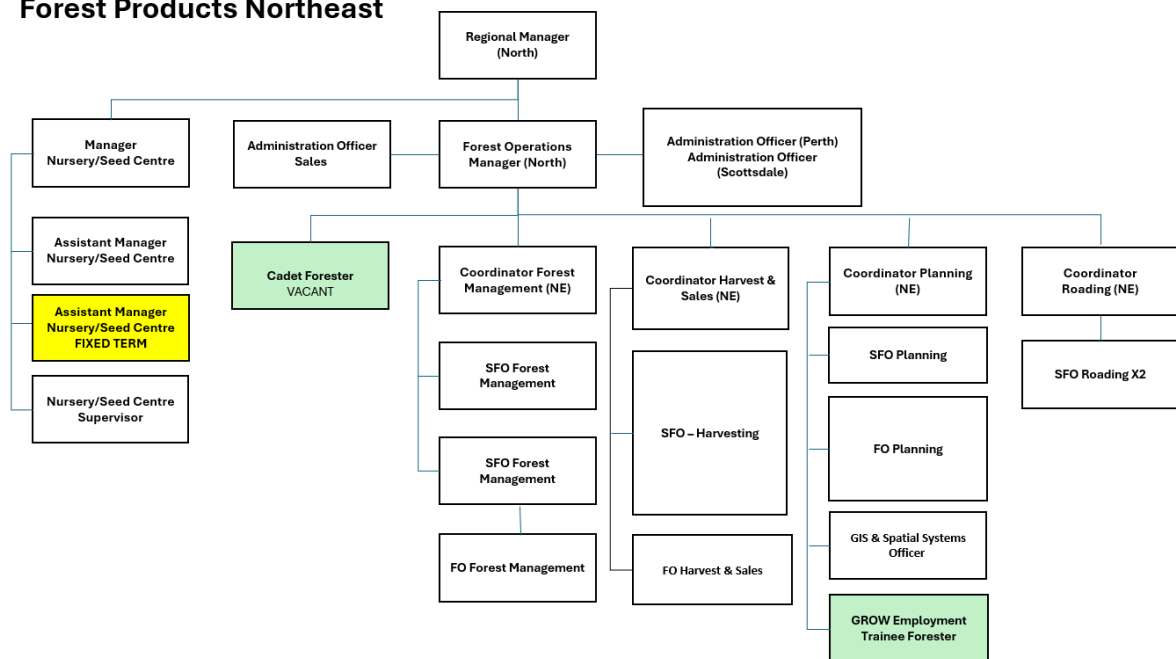 Forest Products Northeast
Regional Manager
(North)
Manager
Nursery/Seed Centre
Administration Officer
Sales
Forest Operations
Manager (North)
Administration Officer (Perth)
Administration Officer
(Scottsdale)
Assistant Manager
Nursery/Seed Centre
Assistant Manager
Nursery/Seed Centre
FIXED TERM
Nursery/Seed Centre
Supervisor
Cadet Forester
VACANT
Coordinator Forest
Management (NE)
SFO Forest
Management
SFO Forest
Management
FO Forest Management
Coordinator Harvest &
Sales (NE)
SFO – Harvesting
FO Harvest & Sales
Coordinator Planning
(NE)
SFO Planning
FO Planning
GIS & Spatial Systems
Officer
GROW Employment
Trainee Forester
Coordinator
Roading (NE)
SFO Roading X2